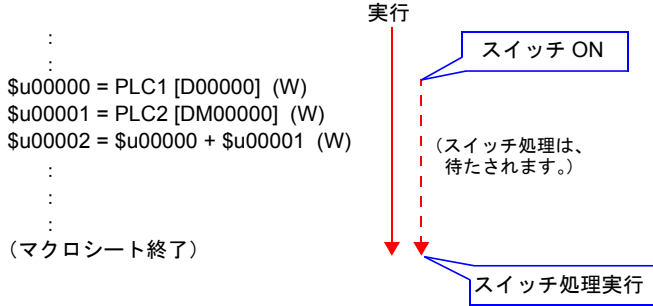 実行
:
:
スイッチ ON
$u00000 = PLC1 [D00000] (W)
$u00001 = PLC2 [DM00000] (W)
$u00002 = $u00000 + $u00001 (W)
(スイッチ処理は、
待たされます。)
:
:
:
(マクロシート終了)
スイッチ処理実行